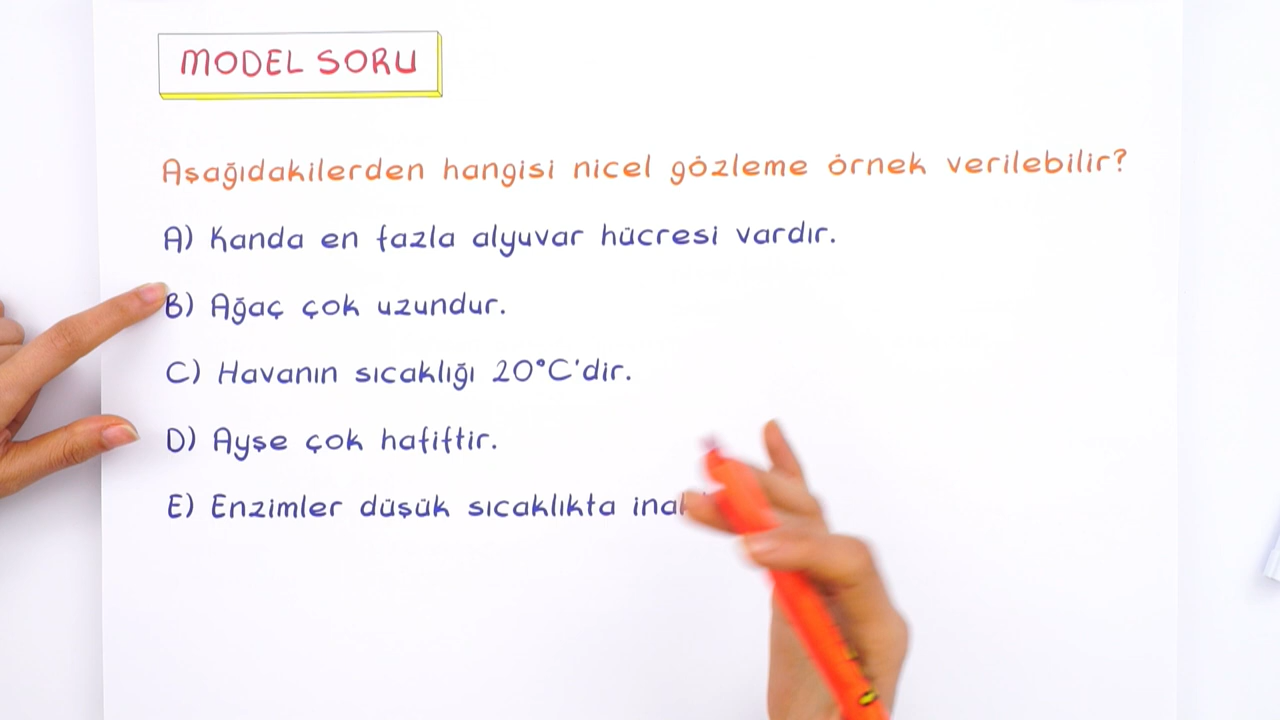 MODEL SORU
Aşağıdakilerden hangisi nicel gözleme örnek verilebilir?
A) Kanda en fazla alyuvar hücresi vardır.
B) Ağaç çok uzundur.
C) Havanın sıcaklığı 20°C'dir.
D) Ayşe çok hafiftir.
E) Enzimler düşük sıcaklıkta